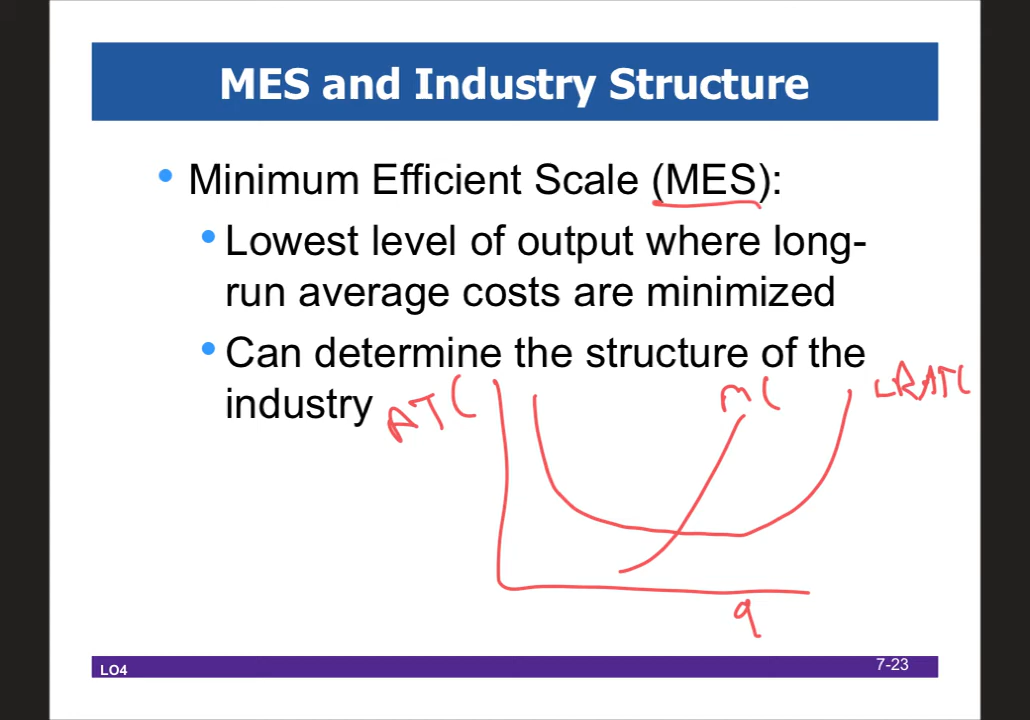 MES and Industry Structure
• Minimum Efficient Scale (MES):
• Lowest level of output where long-
run average costs are minimized
• Can determine the structure of the
industry
ATC
MC
LRATC
q
LO4
7-23